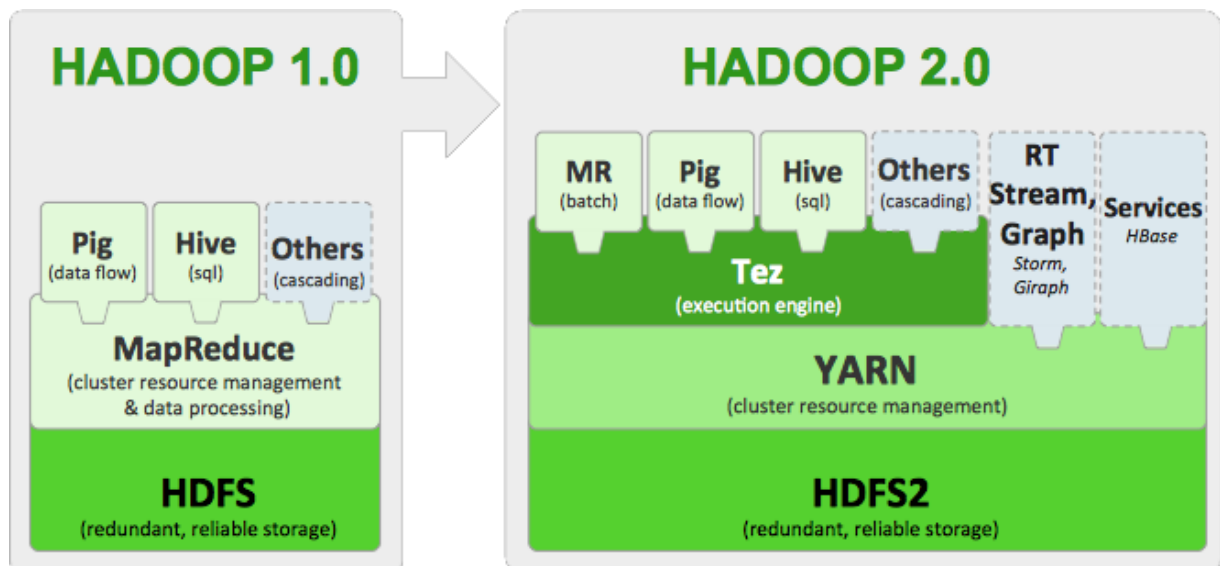 HADOOP 1.0
Pig
(data flow)
Hive
(sql)
Others
(cascading)
MapReduce
(cluster resource management
& data processing)
HDFS
(redundant, reliable storage)
HADOOP 2.0
MR
(batch)
Pig
(data flow)
Hive
(sql)
Others
(cascading)
RT
Stream,
Graph
Storm,
Giraph
Services
HBase
Tez
(execution engine)
YARN
(cluster resource management)
HDFS2
(redundant, reliable storage)